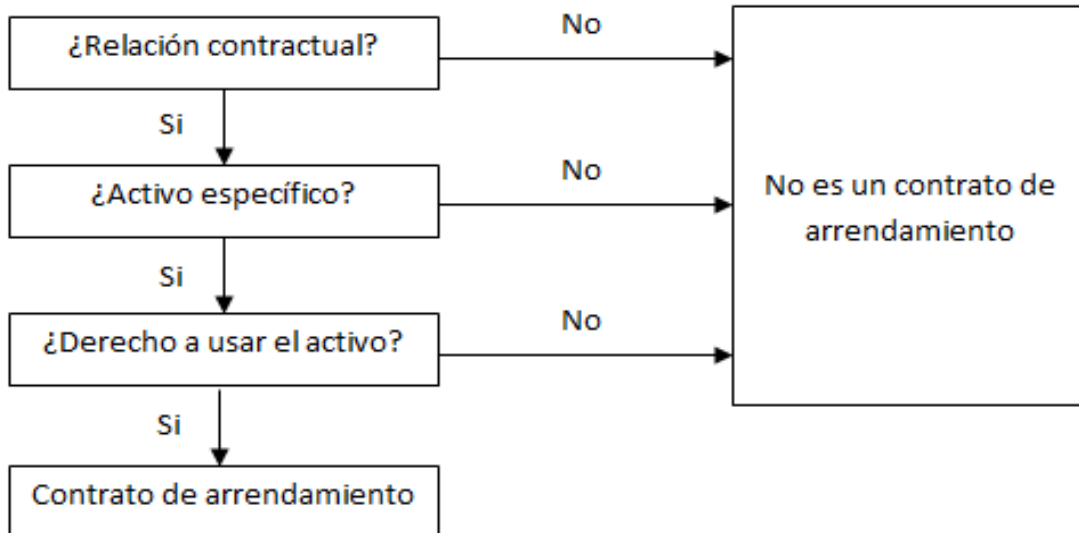 ¿Relación contractual?
No
Si
¿Activo específico?
No
No es un contrato de
arrendamiento
Si
¿Derecho a usar el activo?
No
Si
Contrato de arrendamiento